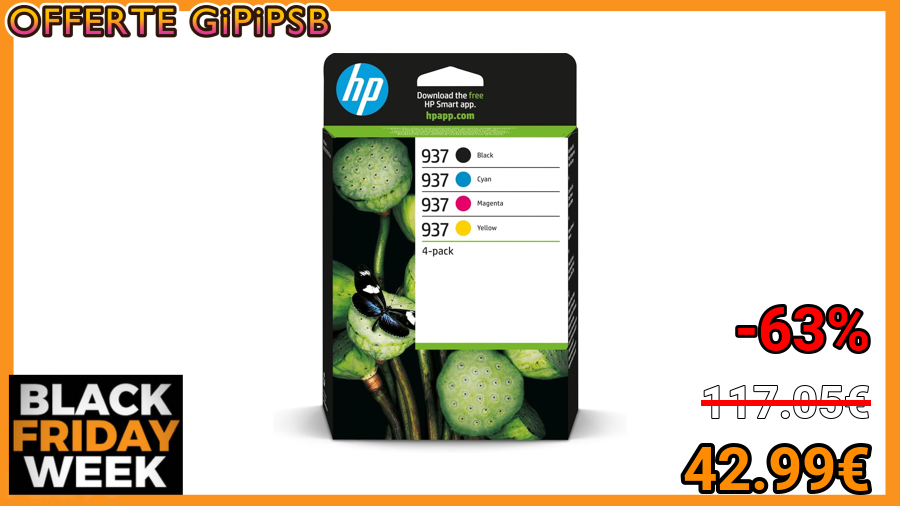 OFFERTE GiPiPSB
hp
Download the free
HP Smart app.
hpapp.com
937 Black
937 Cyan
937 Magenta
937 Yellow
4-pack
-63%
117.05€
42.99€
BLACK
FRIDAY
WEEK